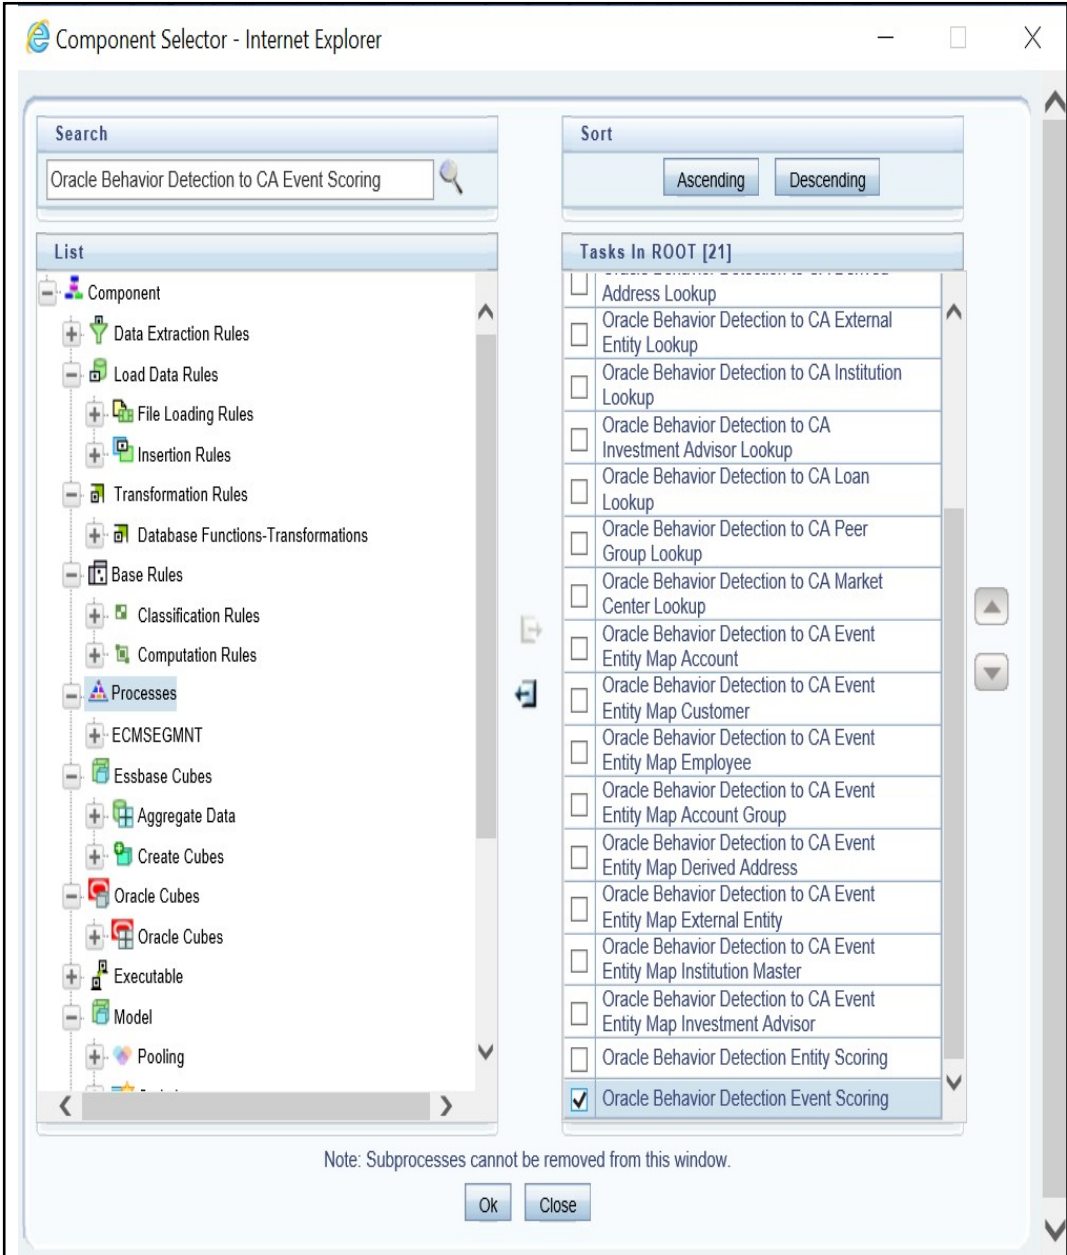 Component Selector - Internet Explorer
Search
Oracle Behavior Detection to CA Event Scoring
Sort
Ascending
Descending
List
Component
Data Extraction Rules
Load Data Rules
File Loading Rules
Insertion Rules
Transformation Rules
Database Functions-Transformations
Base Rules
Classification Rules
Computation Rules
Processes
ECMSEGMNT
Essbase Cubes
Aggregate Data
Create Cubes
Oracle Cubes
Oracle Cubes
Executable
Model
Pooling
Tasks In ROOT [21]
Address Lookup
Oracle Behavior Detection to CA External
Entity Lookup
Oracle Behavior Detection to CA Institution
Lookup
Oracle Behavior Detection to CA
Investment Advisor Lookup
Oracle Behavior Detection to CA Loan
Lookup
Oracle Behavior Detection to CA Peer
Group Lookup
Oracle Behavior Detection to CA Market
Center Lookup
Oracle Behavior Detection to CA Event
Entity Map Account
Oracle Behavior Detection to CA Event
Entity Map Customer
Oracle Behavior Detection to CA Event
Entity Map Employee
Oracle Behavior Detection to CA Event
Entity Map Account Group
Oracle Behavior Detection to CA Event
Entity Map Derived Address
Oracle Behavior Detection to CA Event
Entity Map External Entity
Oracle Behavior Detection to CA Event
Entity Map Institution Master
Oracle Behavior Detection to CA Event
Entity Map Investment Advisor
Oracle Behavior Detection Entity Scoring
Oracle Behavior Detection Event Scoring
Note: Subprocesses cannot be removed from this window.
Ok
Close